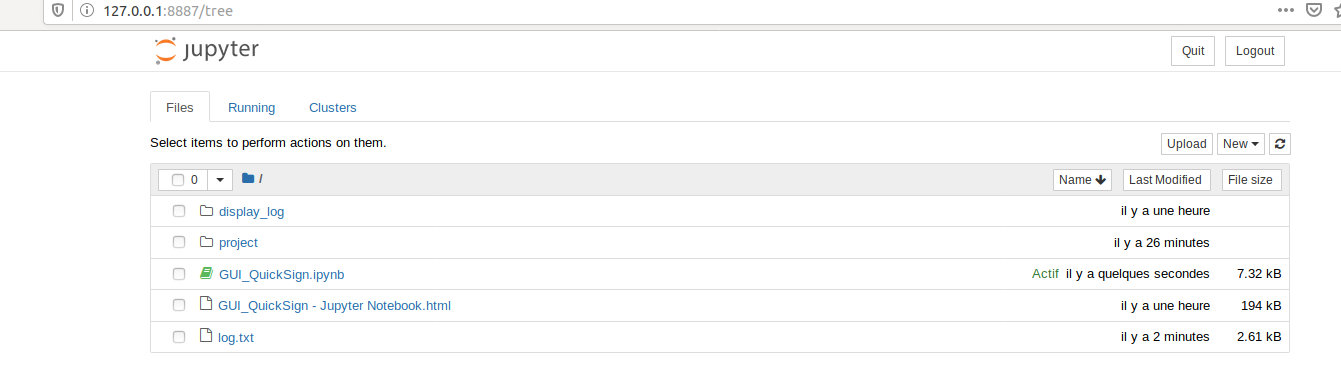 127.0.0.1:8887/tree
jupyter
Quit Logout
Files Running Clusters
Select items to perform actions on them.
Upload New
0 / Name Last Modified File size
display_log il y a une heure
project il y a 26 minutes
GUI_QuickSign.ipynb Actif il y a quelques secondes 7.32 kB
GUI_QuickSign - Jupyter Notebook.html il y a une heure 194 kB
log.txt il y a 2 minutes 2.61 kB